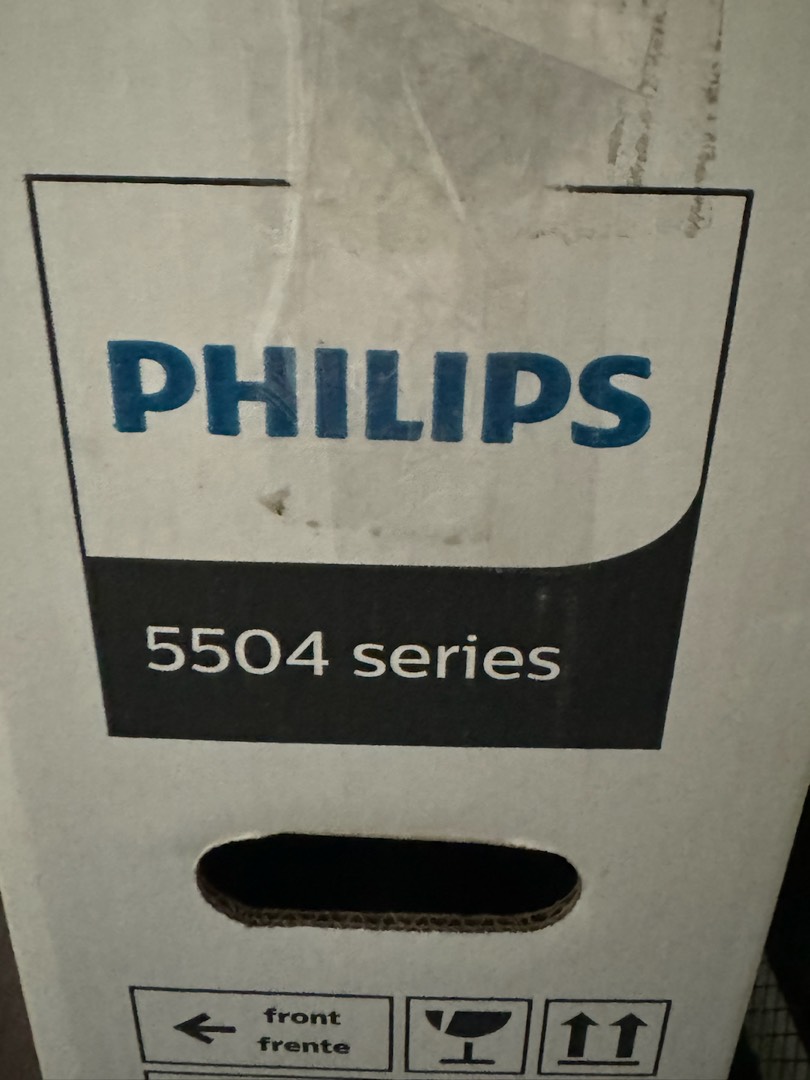 PHILIPS
5504 series
front
frente